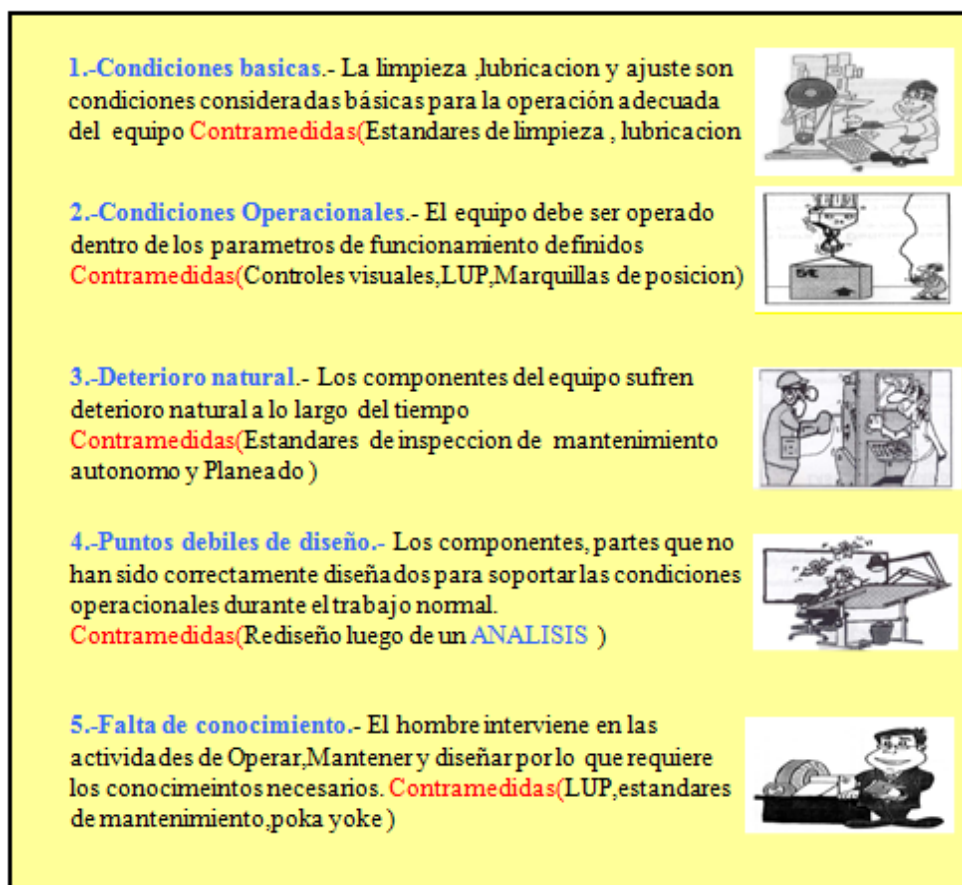 1.-Condiciones basicas.- La limpieza ,lubricacion y ajuste son
condiciones consideradas básicas para la operación adecuada
del equipo Contramedidas(Estandares de limpieza , lubricacion
2.-Condiciones Operacionales.- El equipo debe ser operado
dentro de los parametros de funcionamiento definidos
Contramedidas(Controles visuales,LUP,Marquillas de posicion)
3.-Deterioro natural.- Los componentes del equipo sufren
deterioro natural a lo largo del tiempo
Contramedidas(Estandares de inspeccion de mantenimiento
autonomo y Planeado )
4.-Puntos debiles de diseño.- Los componentes, partes que no
han sido correctamente diseñados para soportar las condiciones
operacionales durante el trabajo normal.
Contramedidas(Rediseño luego de un ANALISIS )
5.-Falta de conocimiento.- El hombre interviene en las
actividades de Operar,Mantener y diseñar por lo que requiere
los conocimeintos necesarios. Contramedidas(LUP,estandares
de mantenimiento,poka yoke )